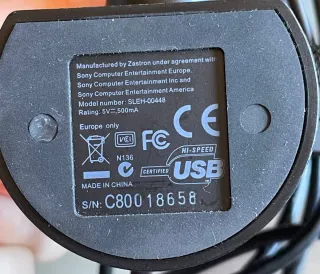 Manufactured by Zastron under agreement with
Sony Computer Entertainment Europe,
Sony Computer Entertainment Inc and
Sony Computer Entertainment America
Model number: SLEH-00448
Rating: 5V⎓,500mA
Europe only
VEI
FC CE
N136
MADE IN CHINA
HI-SPEED
CERTIFIED USB
S/N: C80018658